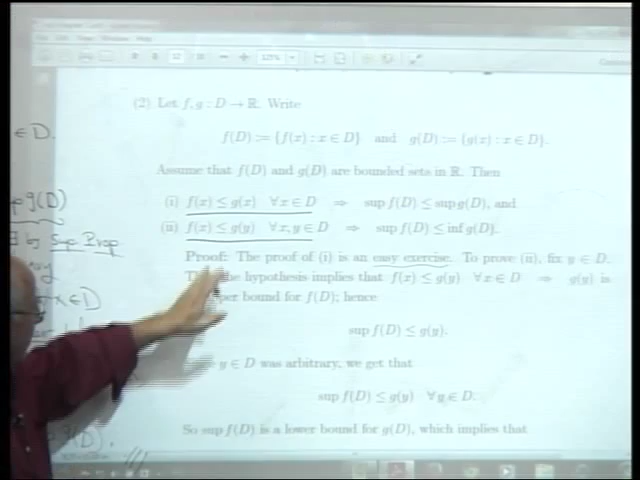 (2) Let f, g : D → ℝ. Write
f(D) := {f(x) : x ∈ D} and g(D) := {g(x) : x ∈ D}.
Assume that f(D) and g(D) are bounded sets in ℝ. Then
(i) f(x) ≤ g(x) ∀x ∈ D ⇒ sup f(D) ≤ sup g(D), and
(ii) f(x) ≤ g(y) ∀x, y ∈ D ⇒ sup f(D) ≤ inf g(D).
Proof: The proof of (i) is an easy exercise. To prove (ii), fix y ∈ D.
hypothesis implies that f(x) ≤ g(y) ∀x ∈ D ⇒ g(y) is
bound for f(D); hence
sup f(D) ≤ g(y).
y ∈ D was arbitrary, we get that
sup f(D) ≤ g(y) ∀y ∈ D.
So sup f(D) is a lower bound for g(D), which implies that
∈ D.
g(D)
by Sup Prop
x ∈ D
125%